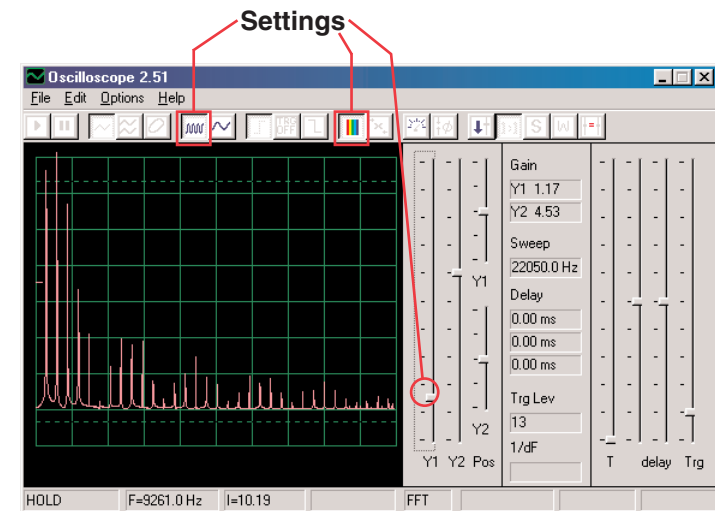 Settings
Oscilloscope 2.51
File Edit Options Help
TRG
OFF
S W
Gain
Y1 1.17
Y2 4.53
Sweep
22050.0 Hz
Y1
Delay
0.00 ms
0.00 ms
0.00 ms
Trg Lev
13
Y2
1/dF
Y1 Y2 Pos
T delay Trg
HOLD F=9261.0 Hz I=10.19 FFT